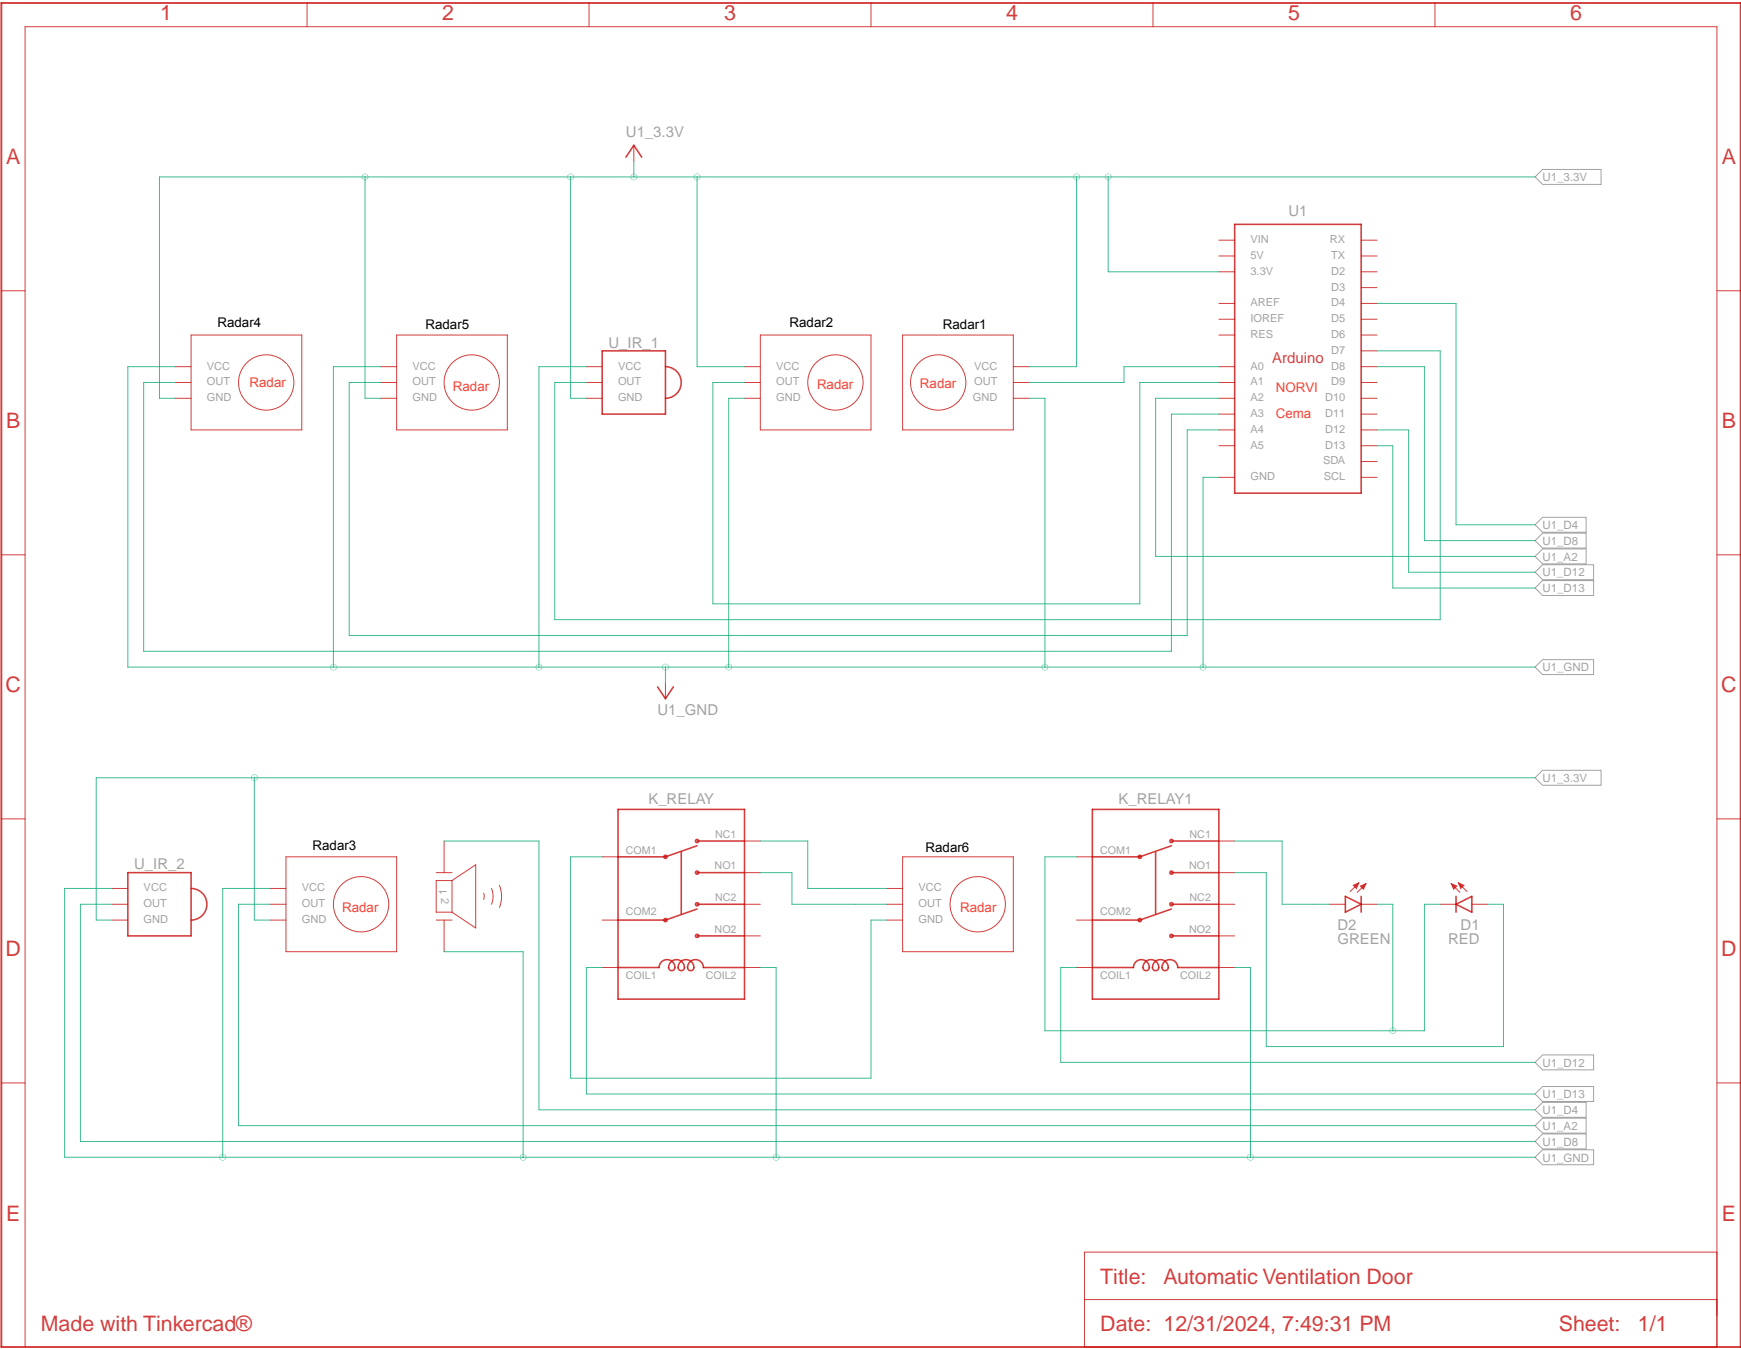 1 2 3 4 5 6
A A
B B
C C
D D
E E
U1_3.3V
U1_3.3V
U1
VIN RX
5V TX
3.3V D2
D3
AREF D4
IOREF D5
RES D6
D7
Arduino
A0 D8
A1 D9
NORVI
A2 D10
A3 D11
Cema
A4 D12
A5 D13
SDA
GND SCL
Radar4
VCC
OUT
GND
Radar
Radar5
VCC
OUT
GND
Radar
U_IR_1
VCC
OUT
GND
Radar2
VCC
OUT
GND
Radar
Radar1
Radar
VCC
OUT
GND
U1_D4
U1_D8
U1_A2
U1_D12
U1_D13
U1_GND
U1_GND
U1_3.3V
U_IR_2
VCC
OUT
GND
Radar3
VCC
OUT
GND
Radar
1 2
K_RELAY
NC1
COM1
NO1
NC2
COM2
NO2
COIL1 COIL2
Radar6
VCC
OUT
GND
Radar
K_RELAY1
NC1
COM1
NO1
NC2
COM2
NO2
COIL1 COIL2
D2
GREEN
D1
RED
U1_D12
U1_D13
U1_D4
U1_A2
U1_D8
U1_GND
Title: Automatic Ventilation Door
Date: 12/31/2024, 7:49:31 PM Sheet: 1/1
Made with Tinkercad®